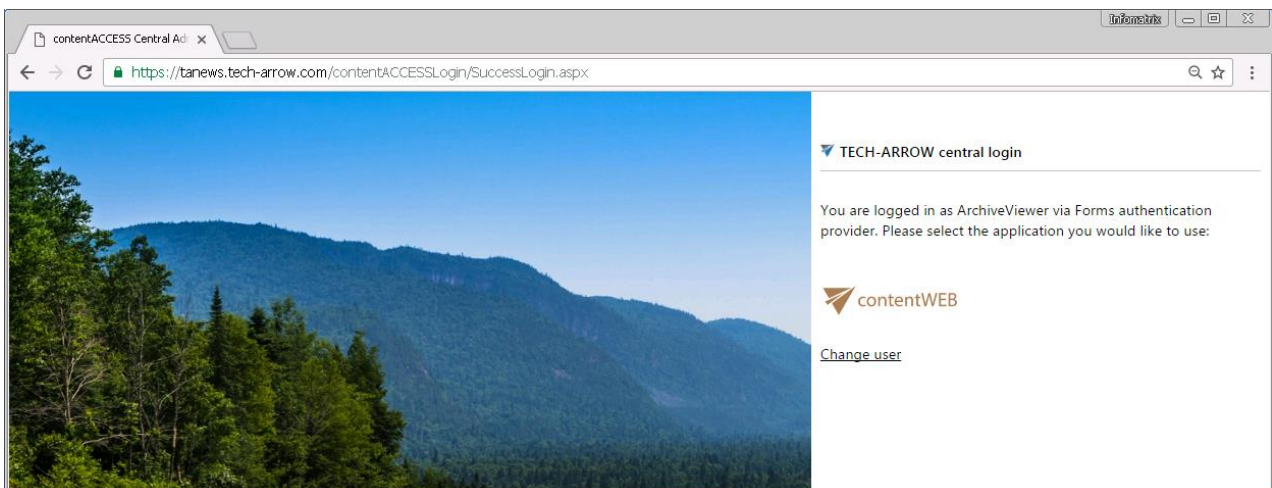 Infomatrix
contentACCESS Central Ad
https://tanews.tech-arrow.com/contentACCESSLogin/SuccessLogin.aspx
TECH-ARROW central login
You are logged in as ArchiveViewer via Forms authentication
provider. Please select the application you would like to use:
contentWEB
Change user